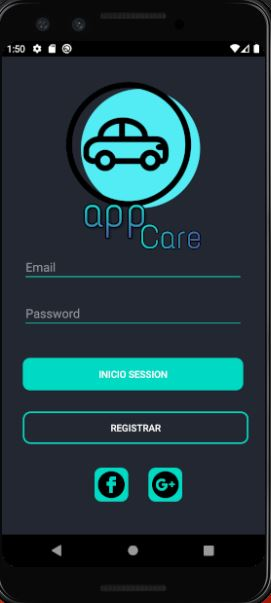 1:50
app
Care
Email
Password
INICIO SESSION
REGISTRAR
f
G+